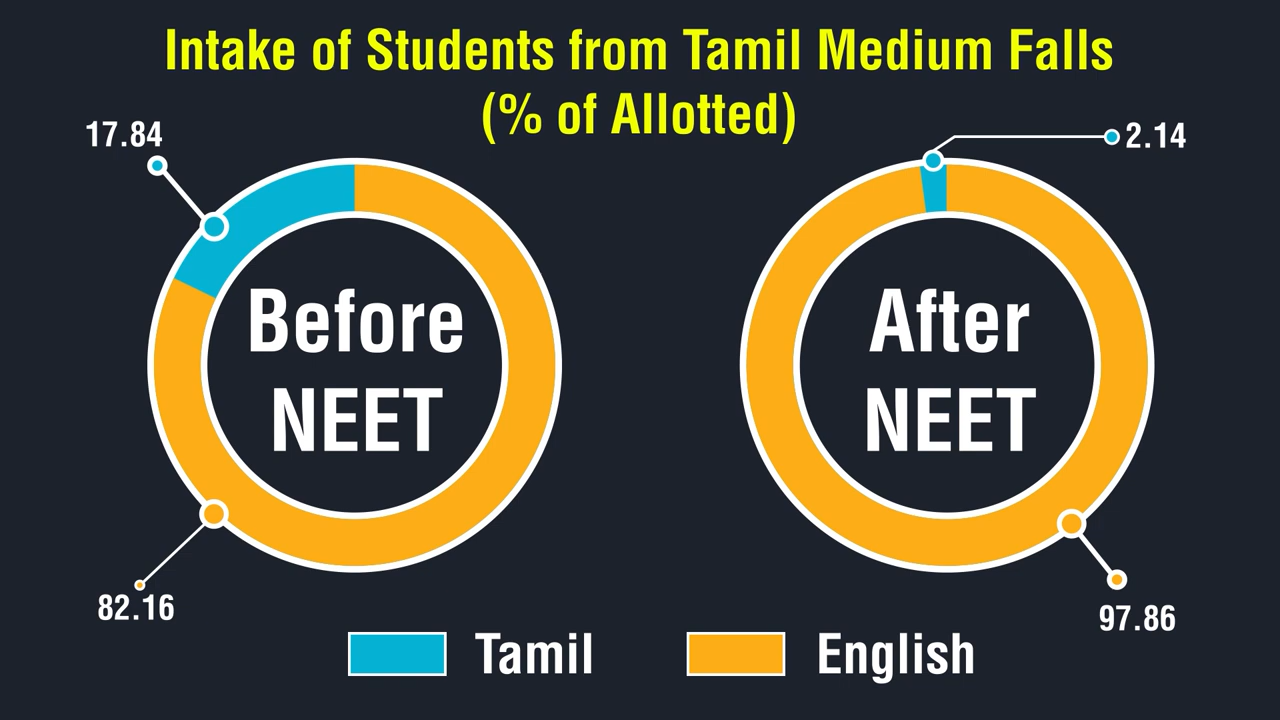 Intake of Students from Tamil Medium Falls
(% of Allotted)
17.84
2.14
Before
NEET
After
NEET
82.16
97.86
Tamil
English